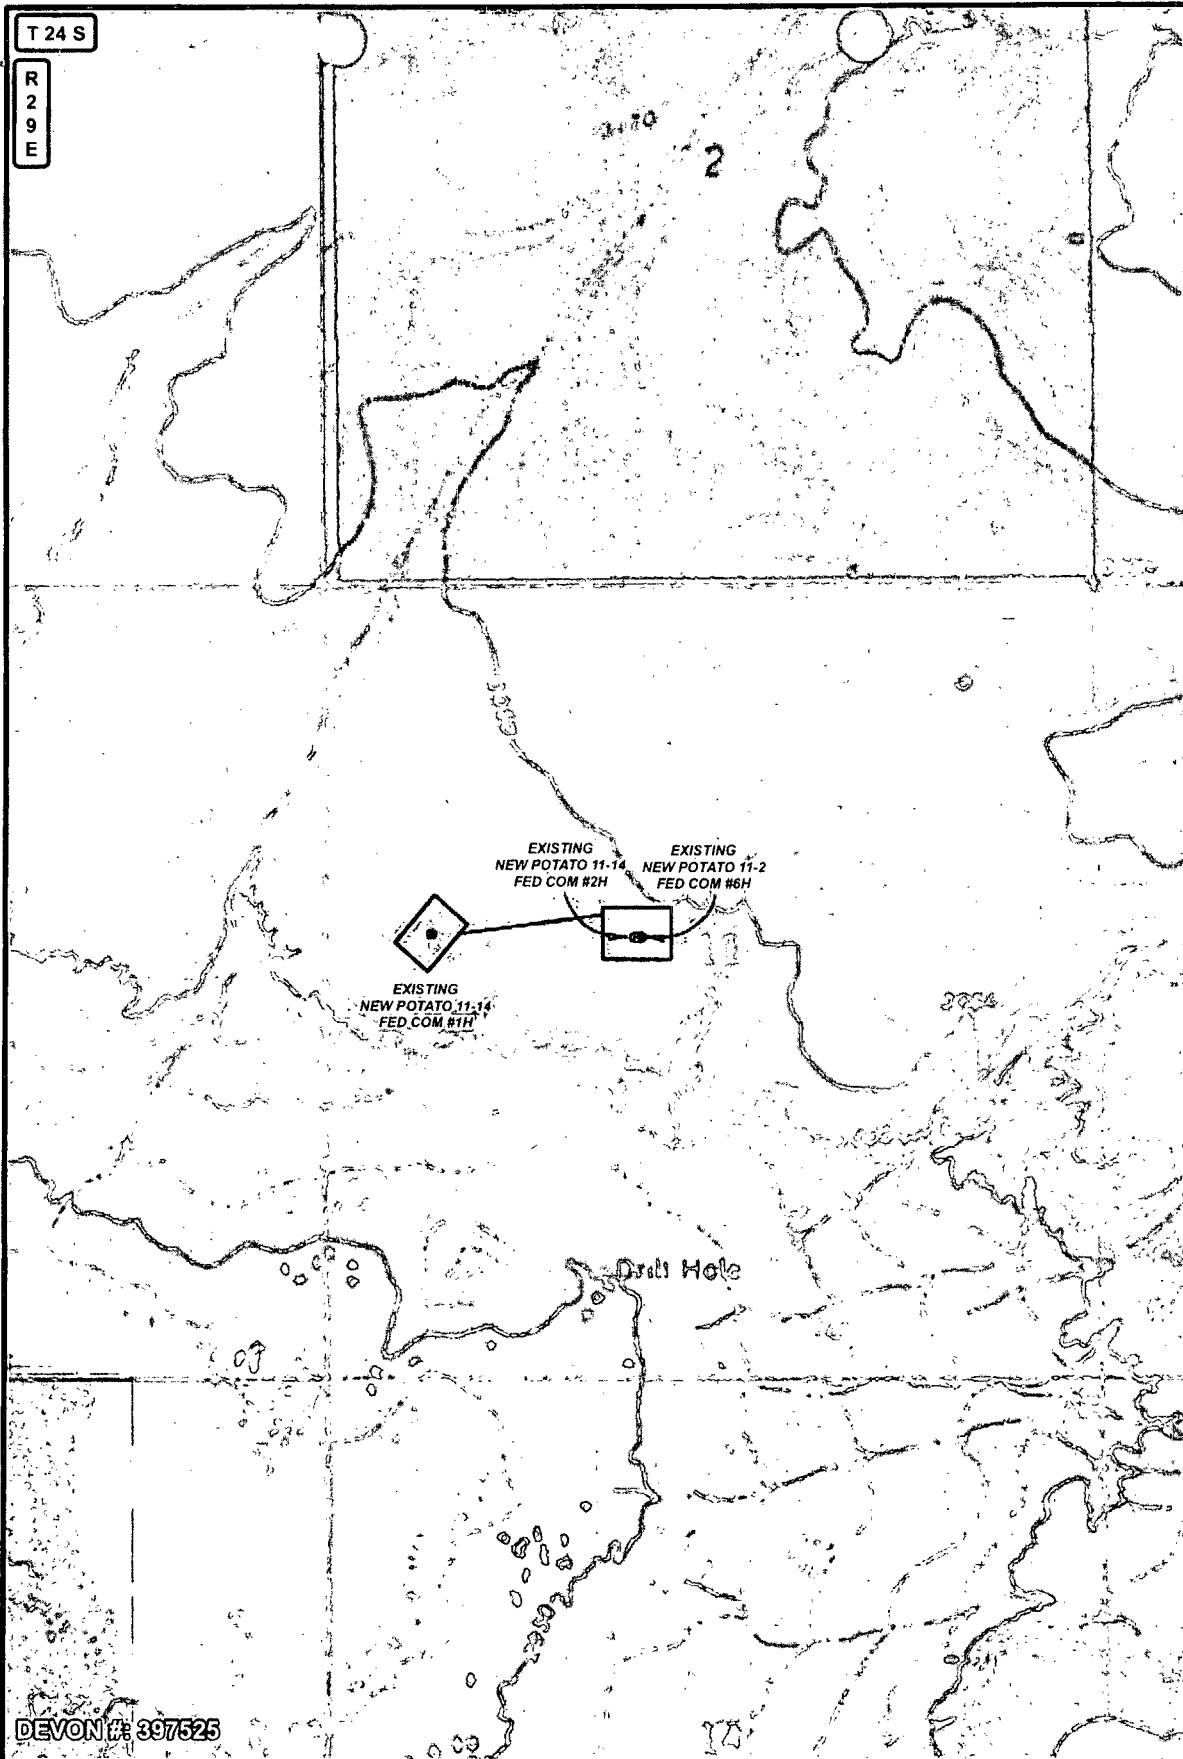 T 24 S
R
2
9
E
2
EXISTING
NEW POTATO 11-14
FED COM #2H
EXISTING
NEW POTATO 11-2
FED COM #6H
11
EXISTING
NEW POTATO 11-14
FED COM #1H
Drill Hole
DEVON #: 397525